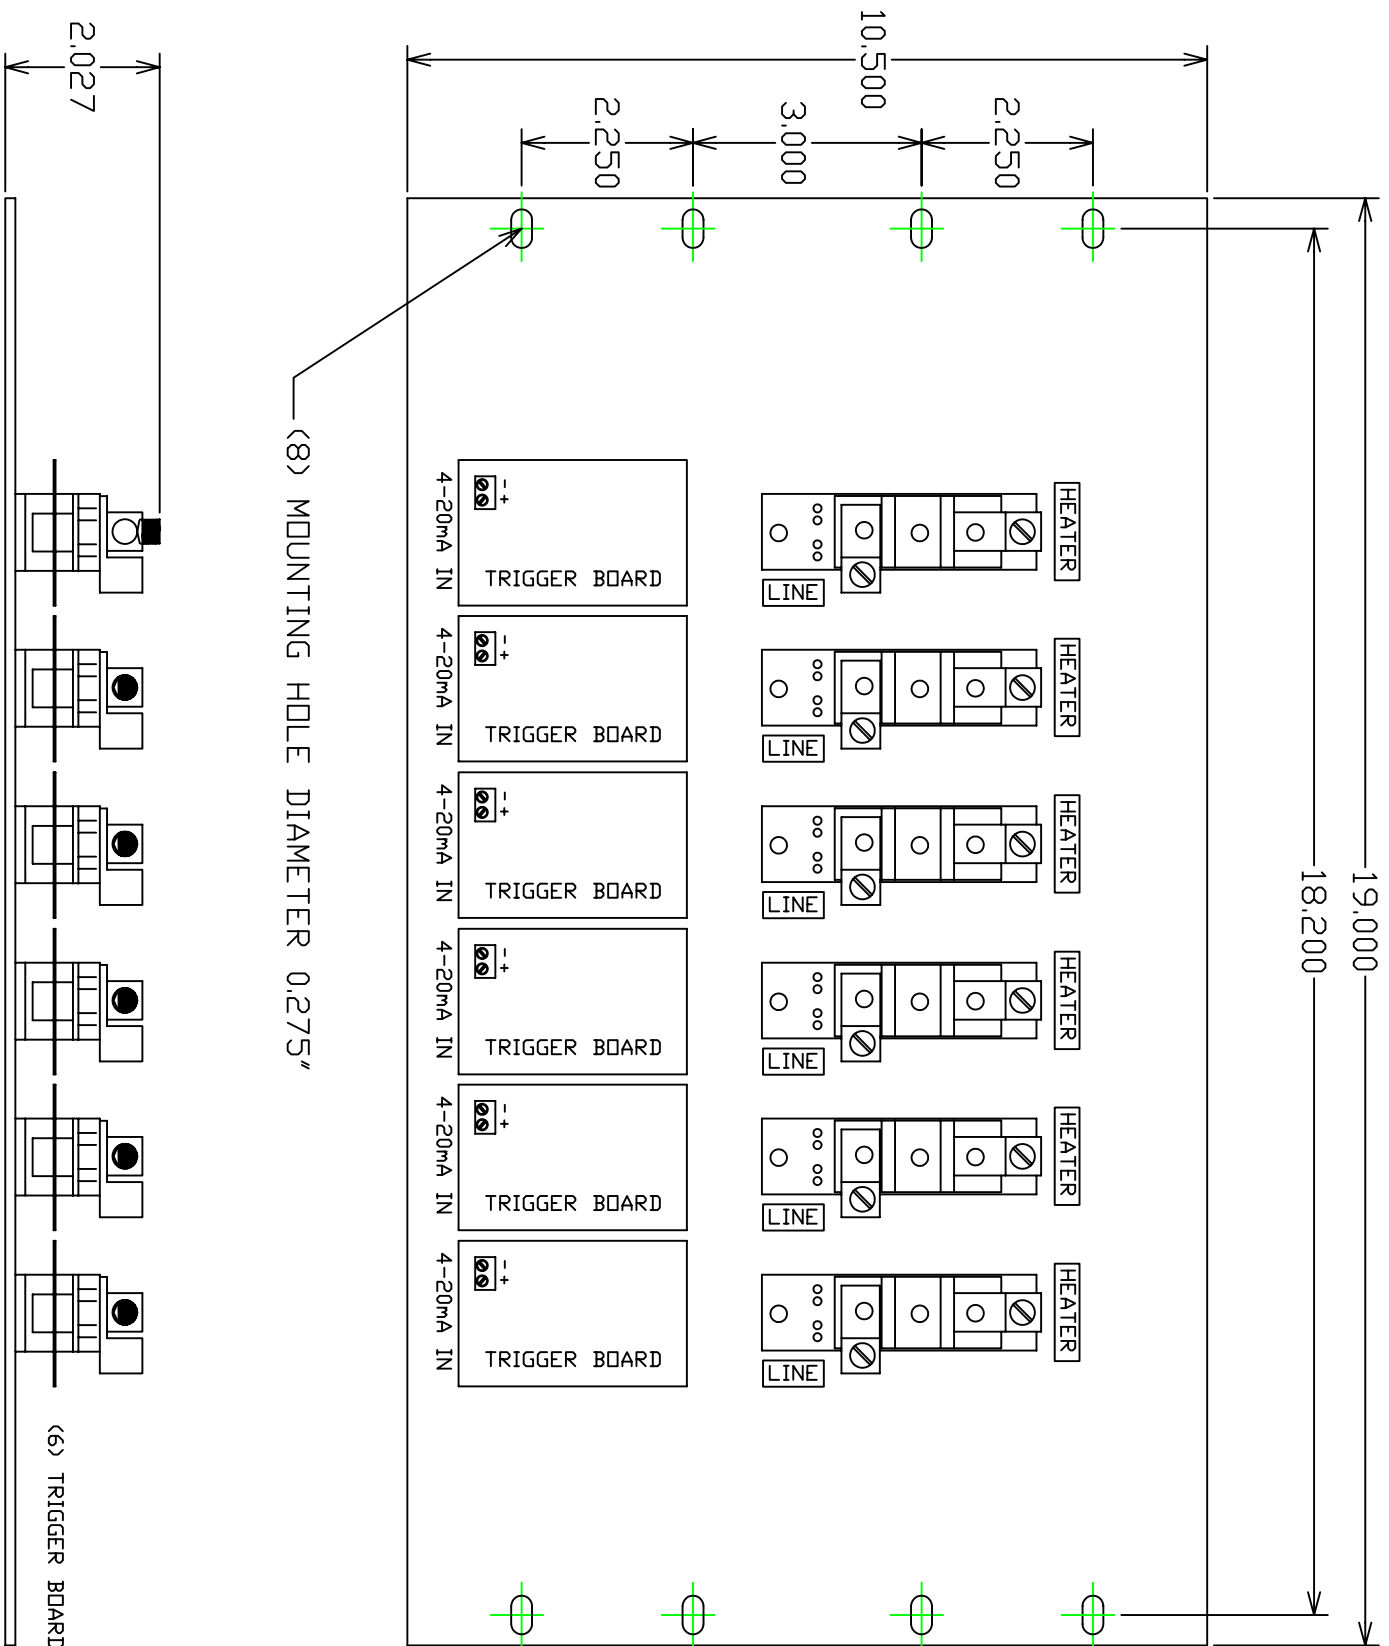 19.000
18.200
10.500
2.250
3.000
2.250
2.027
HEATER
HEATER
HEATER
HEATER
HEATER
HEATER
LINE
LINE
LINE
LINE
LINE
LINE
TRIGGER BOARD
TRIGGER BOARD
TRIGGER BOARD
TRIGGER BOARD
TRIGGER BOARD
TRIGGER BOARD
- +
- +
- +
- +
- +
- +
4-20mA IN
4-20mA IN
4-20mA IN
4-20mA IN
4-20mA IN
4-20mA IN
(8) MOUNTING HOLE DIAMETER 0.275"
(6) TRIGGER BOARD